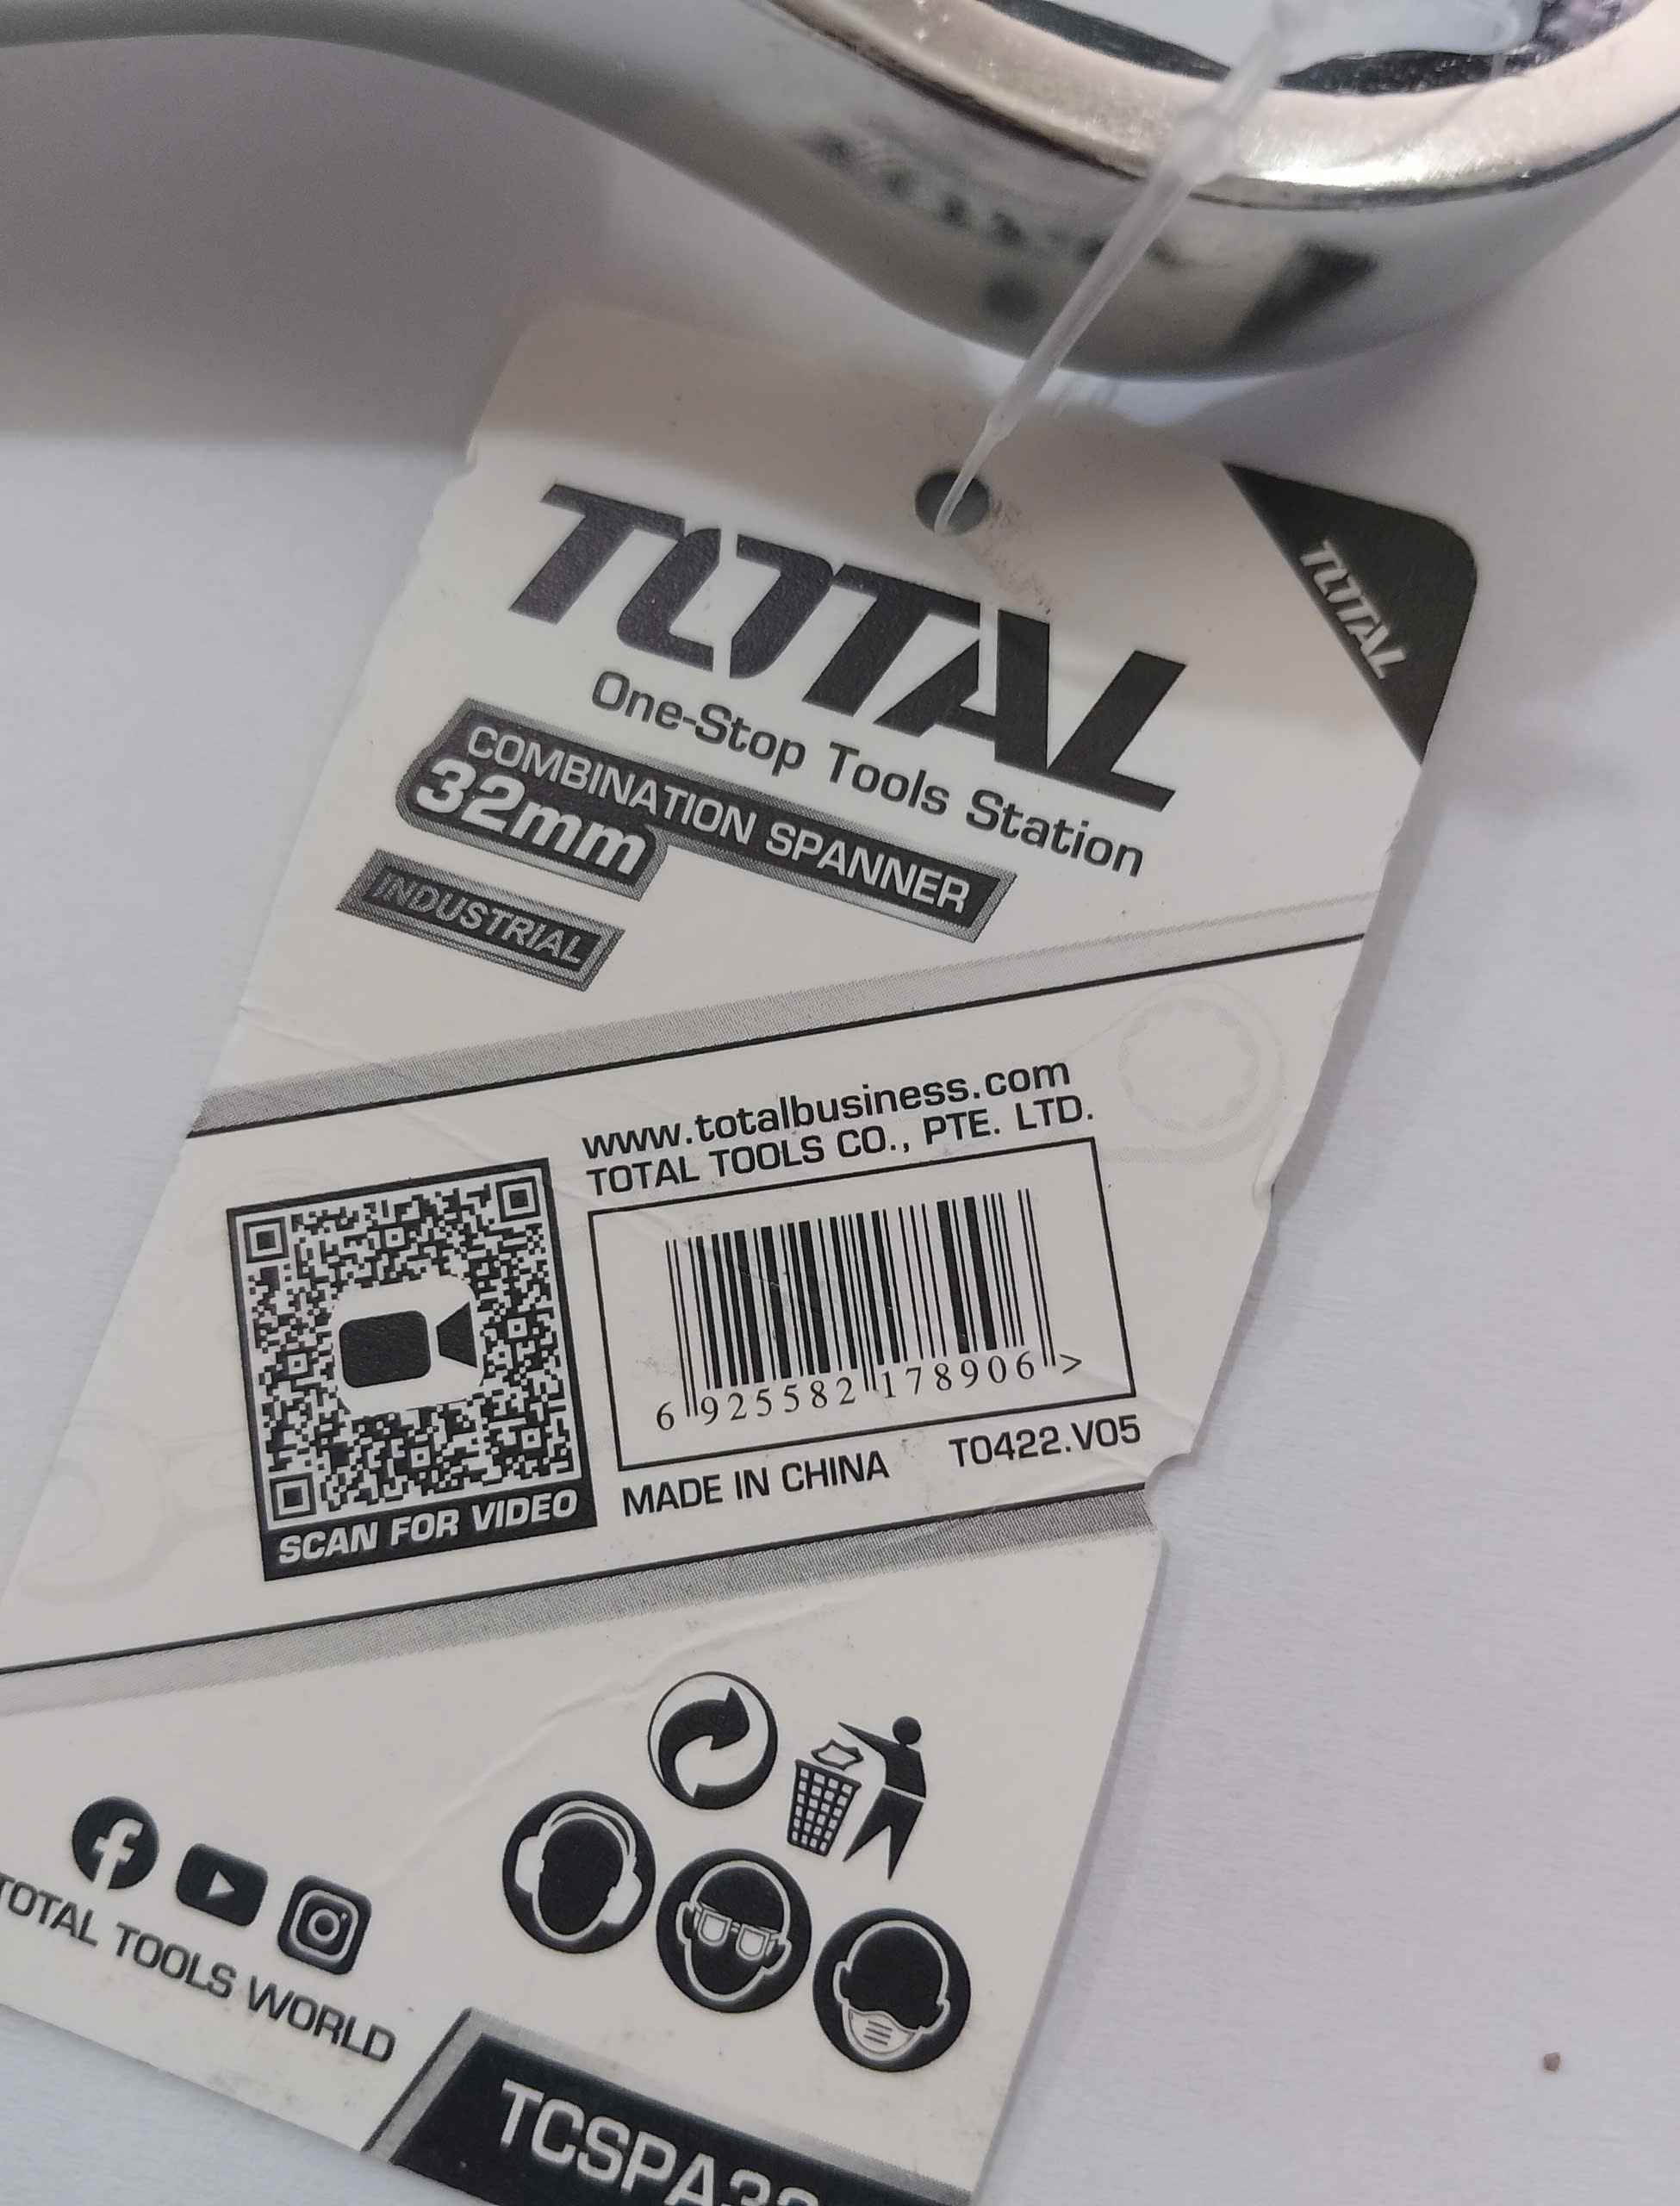 TOTAL
TOTAL
One-Stop Tools Station
COMBINATION SPANNER
32mm
INDUSTRIAL
www.totalbusiness.com
TOTAL TOOLS CO., PTE. LTD.
6 925582 178906 >
SCAN FOR VIDEO
MADE IN CHINA T0422.V05
TOTAL TOOLS WORLD